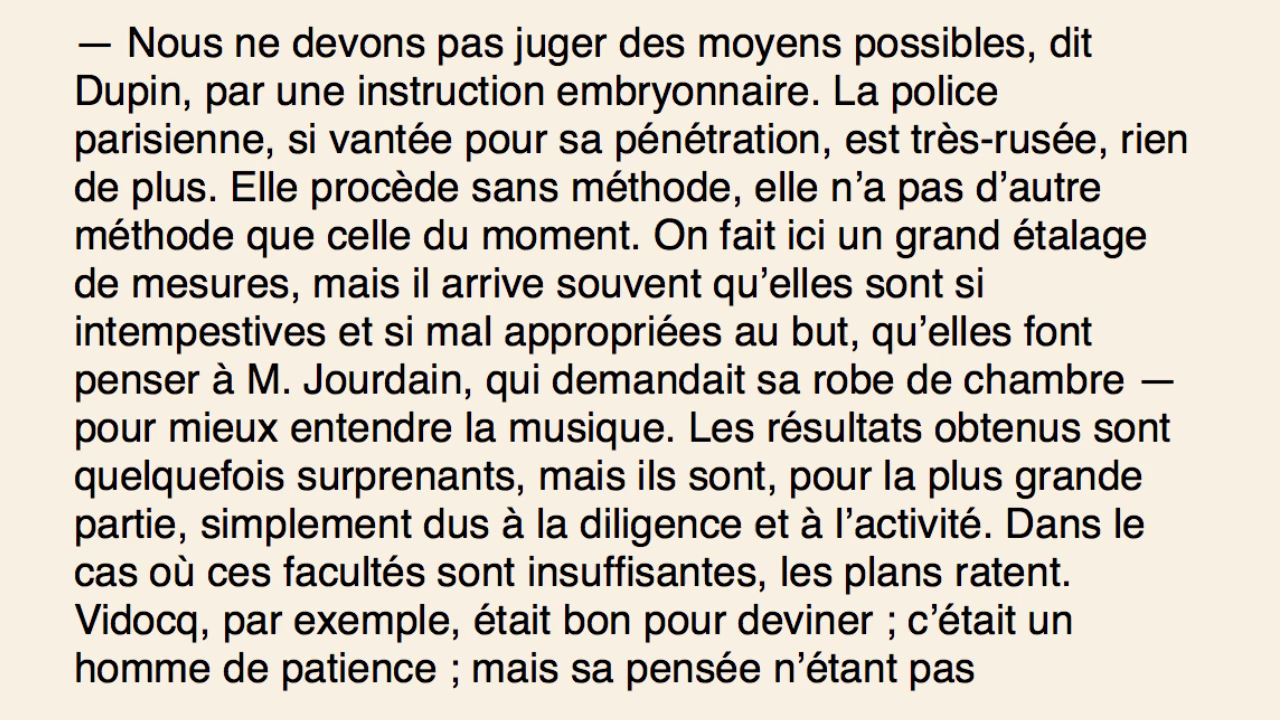 — Nous ne devons pas juger des moyens possibles, dit
Dupin, par une instruction embryonnaire. La police
parisienne, si vantée pour sa pénétration, est très-rusée, rien
de plus. Elle procède sans méthode, elle n’a pas d’autre
méthode que celle du moment. On fait ici un grand étalage
de mesures, mais il arrive souvent qu’elles sont si
intempestives et si mal appropriées au but, qu’elles font
penser à M. Jourdain, qui demandait sa robe de chambre —
pour mieux entendre la musique. Les résultats obtenus sont
quelquefois surprenants, mais ils sont, pour la plus grande
partie, simplement dus à la diligence et à l’activité. Dans le
cas où ces facultés sont insuffisantes, les plans ratent.
Vidocq, par exemple, était bon pour deviner ; c’était un
homme de patience ; mais sa pensée n’étant pas